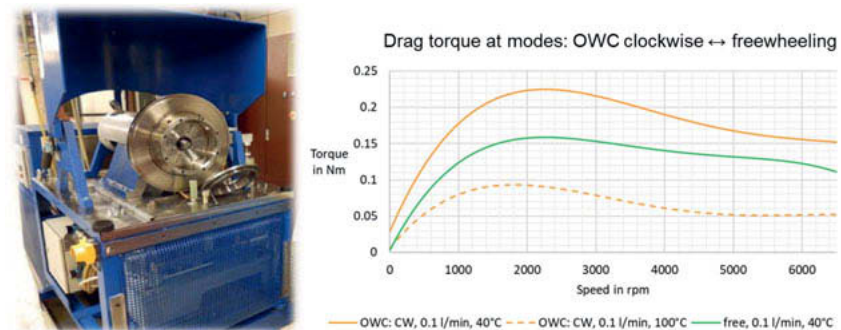 Drag torque at modes: OWC clockwise ↔ freewheeling
0.25
0.2
0.15
0.1
0.05
0
Torque
in Nm
0 1000 2000 3000 4000 5000 6000
Speed in rpm
OWC: CW, 0.1 l/min, 40°C OWC: CW, 0.1 l/min, 100°C free, 0.1 l/min, 40°C